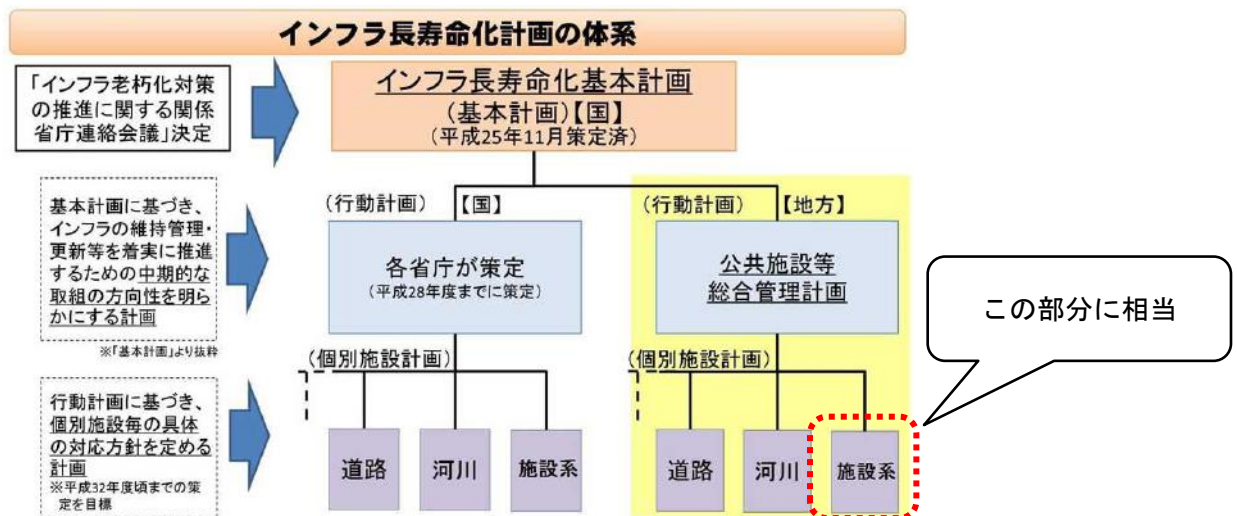 インフラ長寿命化計画の体系
「インフラ老朽化対策
の推進に関する関係
省庁連絡会議」決定
インフラ長寿命化基本計画
(基本計画)【国】
(平成25年11月策定済)
基本計画に基づき、
インフラの維持管理・
更新等を着実に推進
するための中期的な
取組の方向性を明ら
かにする計画
※「基本計画」より抜粋
(行動計画) 【国】
各省庁が策定
(平成28年度までに策定)
(行動計画) 【地方】
公共施設等
総合管理計画
この部分に相当
行動計画に基づき、
個別施設毎の具体
の対応方針を定める
計画
※平成32年度頃までの策
定を目標
(個別施設計画)
道路 河川 施設系
(個別施設計画)
道路 河川 施設系